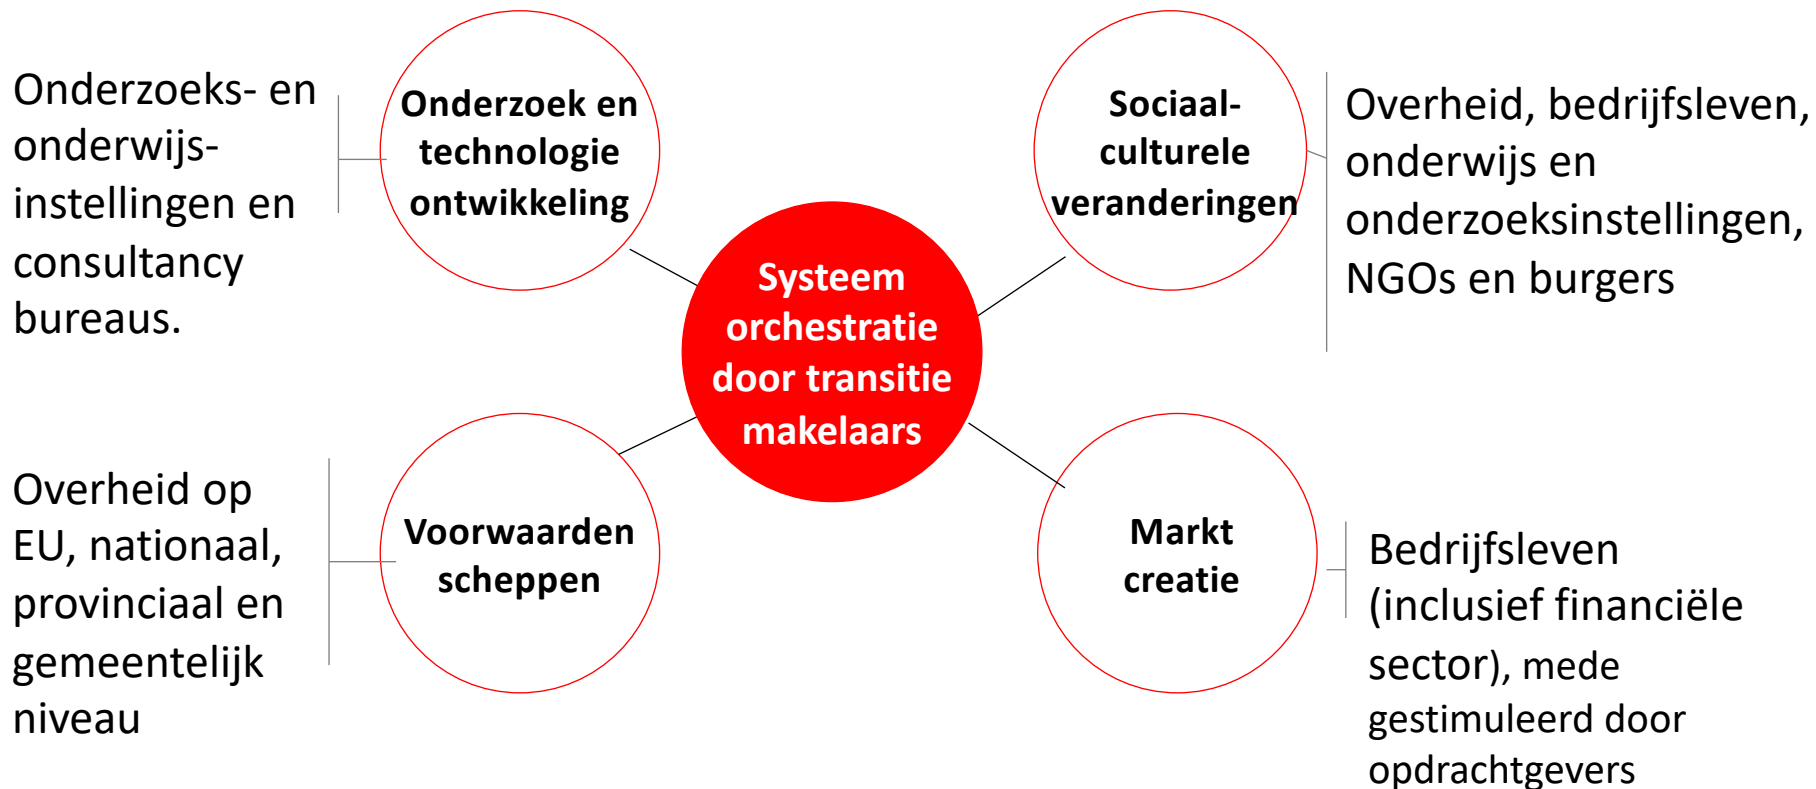 Onderzoeks- en
onderwijs-
instellingen en
consultancy
bureaus.
Onderzoek en
technologie
ontwikkeling
Sociaal-
culturele
veranderingen
Overheid, bedrijfsleven,
onderwijs en
onderzoeksinstellingen,
NGOs en burgers
Systeem
orchestratie
door transitie
makelaars
Overheid op
EU, nationaal,
provinciaal en
gemeentelijk
niveau
Voorwaarden
scheppen
Markt
creatie
Bedrijfsleven
(inclusief financiële
sector), mede
gestimuleerd door
opdrachtgevers